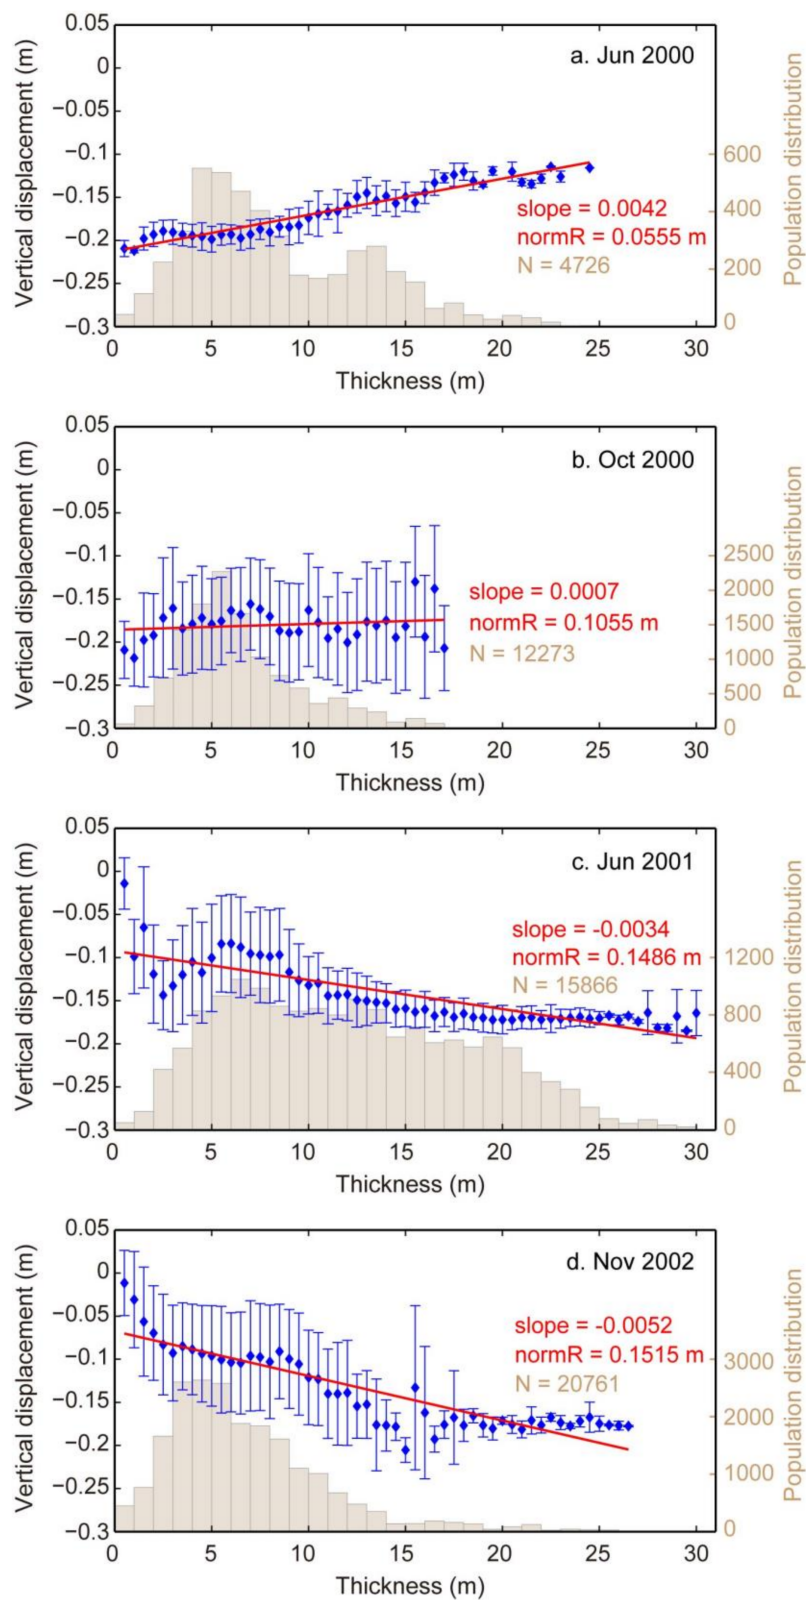 0.05
0
−0.1
−0.15
−0.2
−0.25
−0.3
Vertical displacement (m)
a. Jun 2000
slope = 0.0042
normR = 0.0555 m
N = 4726
600
400
200
0
Population distribution
0 5 10 15 20 25 30
Thickness (m)
0.05
0
−0.05
−0.1
−0.15
−0.2
−0.25
−0.3
Vertical displacement (m)
b. Oct 2000
slope = 0.0007
normR = 0.1055 m
N = 12273
2500
2000
1500
1000
500
0
Population distribution
0 5 10 15 20 25 30
Thickness (m)
0.05
0
−0.05
−0.1
−0.15
−0.2
−0.25
−0.3
Vertical displacement (m)
c. Jun 2001
slope = -0.0034
normR = 0.1486 m
N = 15866
1200
800
400
0
Population distribution
0 5 10 15 20 25 30
Thickness (m)
0.05
0
−0.05
−0.1
−0.15
−0.2
−0.25
−0.3
Vertical displacement (m)
d. Nov 2002
slope = -0.0052
normR = 0.1515 m
N = 20761
3000
2000
1000
0
Population distribution
0 5 10 15 20 25 30
Thickness (m)